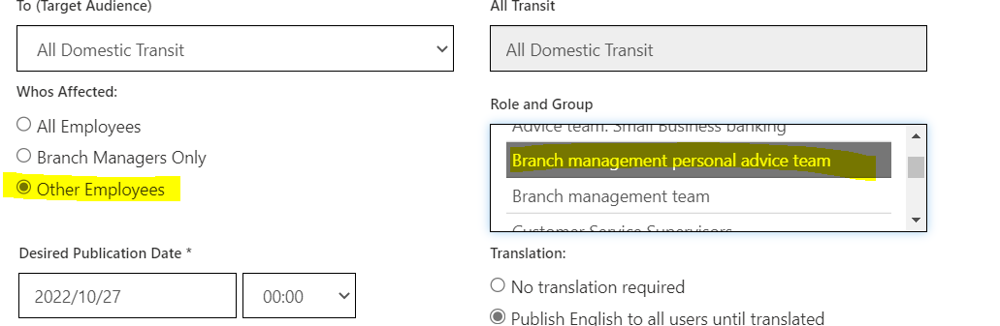 To (Target Audience)
All Transit
All Domestic Transit
All Domestic Transit
Whos Affected:
Role and Group
All Employees
Branch Managers Only
Other Employees
Advice team: Small Business banking
Branch management personal advice team
Branch management team
Customer Service Supervisors
Desired Publication Date *
Translation:
2022/10/27
00:00
No translation required
Publish English to all users until translated